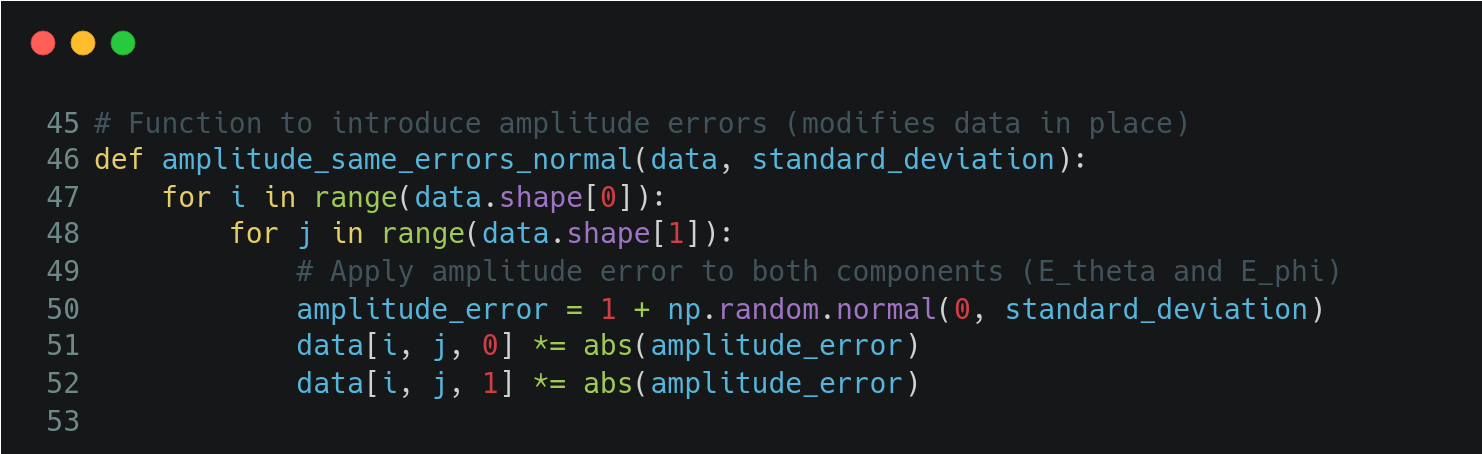 45 # Function to introduce amplitude errors (modifies data in place)
46 def amplitude_same_errors_normal(data, standard_deviation):
47     for i in range(data.shape[0]):
48         for j in range(data.shape[1]):
49             # Apply amplitude error to both components (E_theta and E_phi)
50             amplitude_error = 1 + np.random.normal(0, standard_deviation)
51             data[i, j, 0] *= abs(amplitude_error)
52             data[i, j, 1] *= abs(amplitude_error)
53